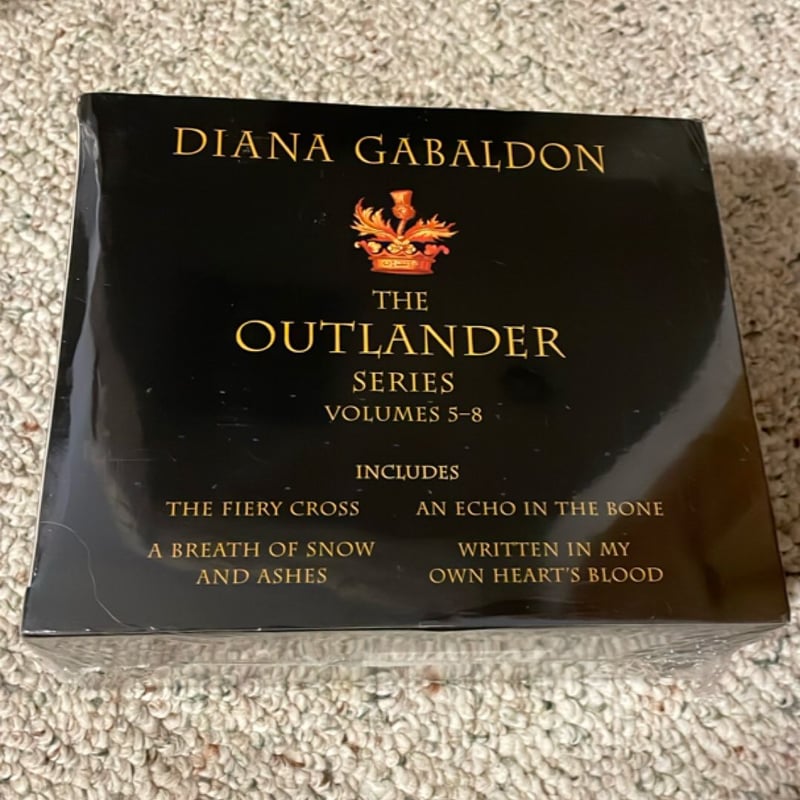 DIANA GABALDON
THE
OUTLANDER
SERIES
VOLUMES 5–8
INCLUDES
THE FIERY CROSS
A BREATH OF SNOW
AND ASHES
AN ECHO IN THE BONE
WRITTEN IN MY
OWN HEART'S BLOOD